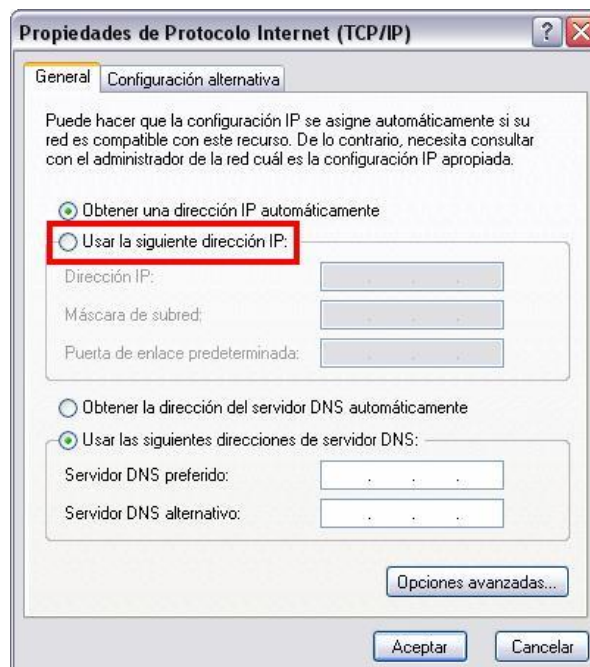 Propiedades de Protocolo Internet (TCP/IP)
General
Configuración alternativa
Puede hacer que la configuración IP se asigne automáticamente si su
red es compatible con este recurso. De lo contrario, necesita consultar
con el administrador de la red cuál es la configuración IP apropiada.
Obtener una dirección IP automáticamente
Usar la siguiente dirección IP:
Dirección IP:
Máscara de subred:
Puerta de enlace predeterminada:
Obtener la dirección del servidor DNS automáticamente
Usar las siguientes direcciones de servidor DNS:
Servidor DNS preferido:
Servidor DNS alternativo:
Opciones avanzadas...
Aceptar
Cancelar